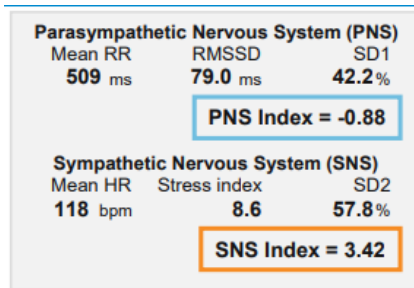 Parasympathetic Nervous System (PNS)
Mean RR RMSSD SD1
509 ms 79.0 ms 42.2%
PNS Index = -0.88
Sympathetic Nervous System (SNS)
Mean HR Stress index SD2
118 bpm 8.6 57.8%
SNS Index = 3.42